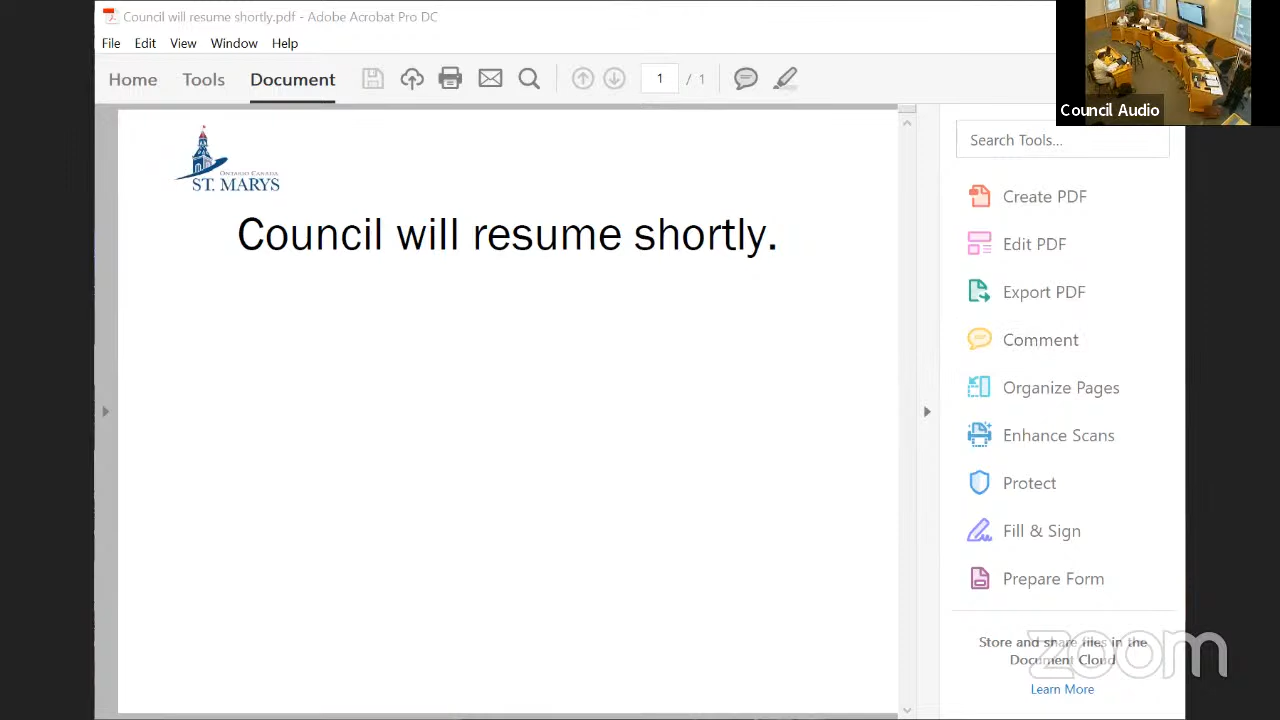 Council will resume shortly.pdf - Adobe Acrobat Pro DC
File Edit View Window Help
Home Tools Document 1 / 1
Council Audio
Search Tools...
ONTARIO CANADA
ST. MARYS
Council will resume shortly.
Create PDF
Edit PDF
Export PDF
Comment
Organize Pages
Enhance Scans
Protect
Fill & Sign
Prepare Form
Store and share files in the
Document Cloud
Learn More
zoom